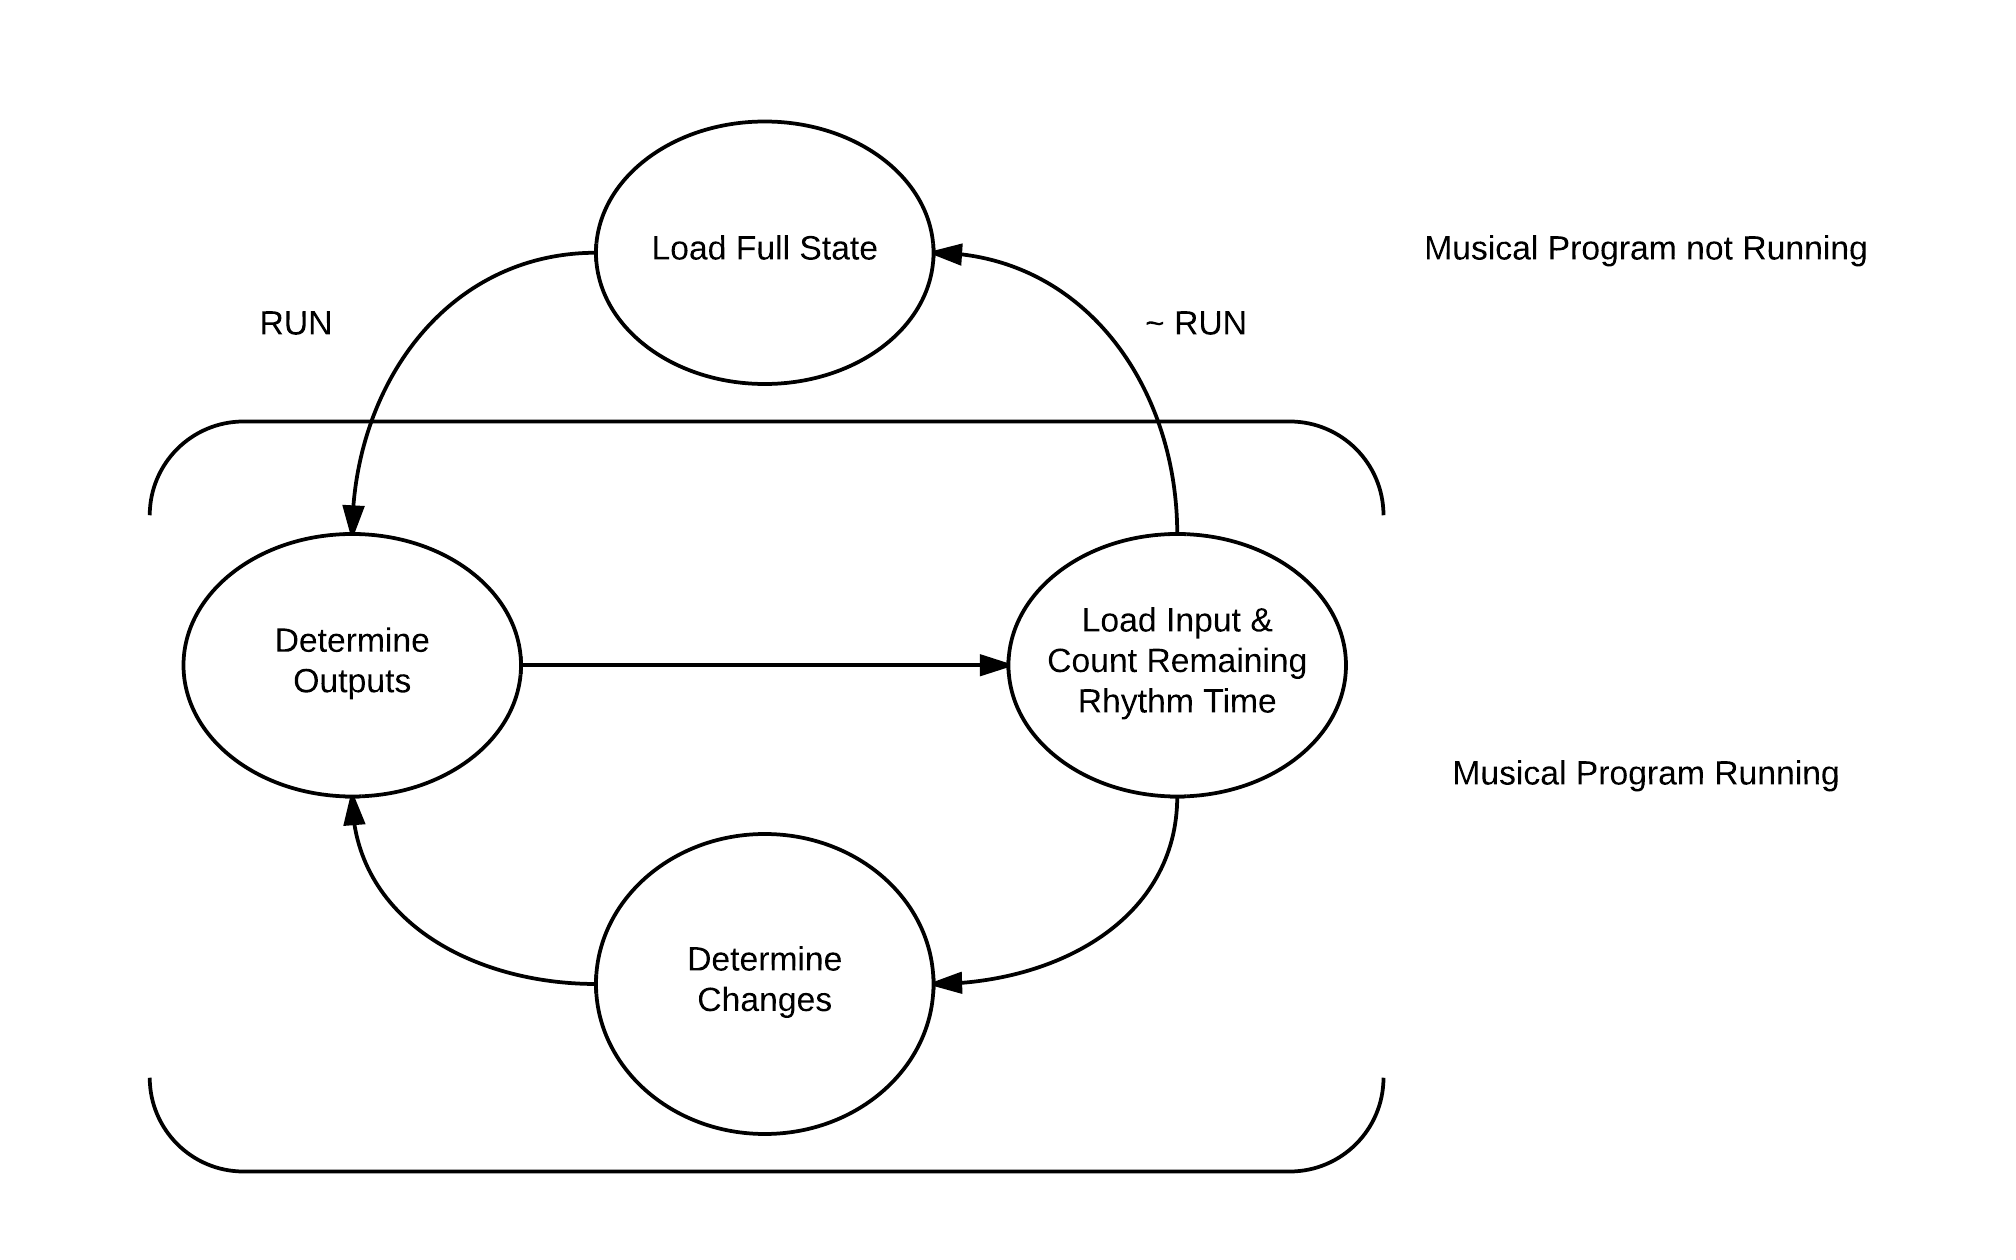 Load Full State
Musical Program not Running
RUN
~ RUN
Determine
Outputs
Load Input &
Count Remaining
Rhythm Time
Musical Program Running
Determine
Changes